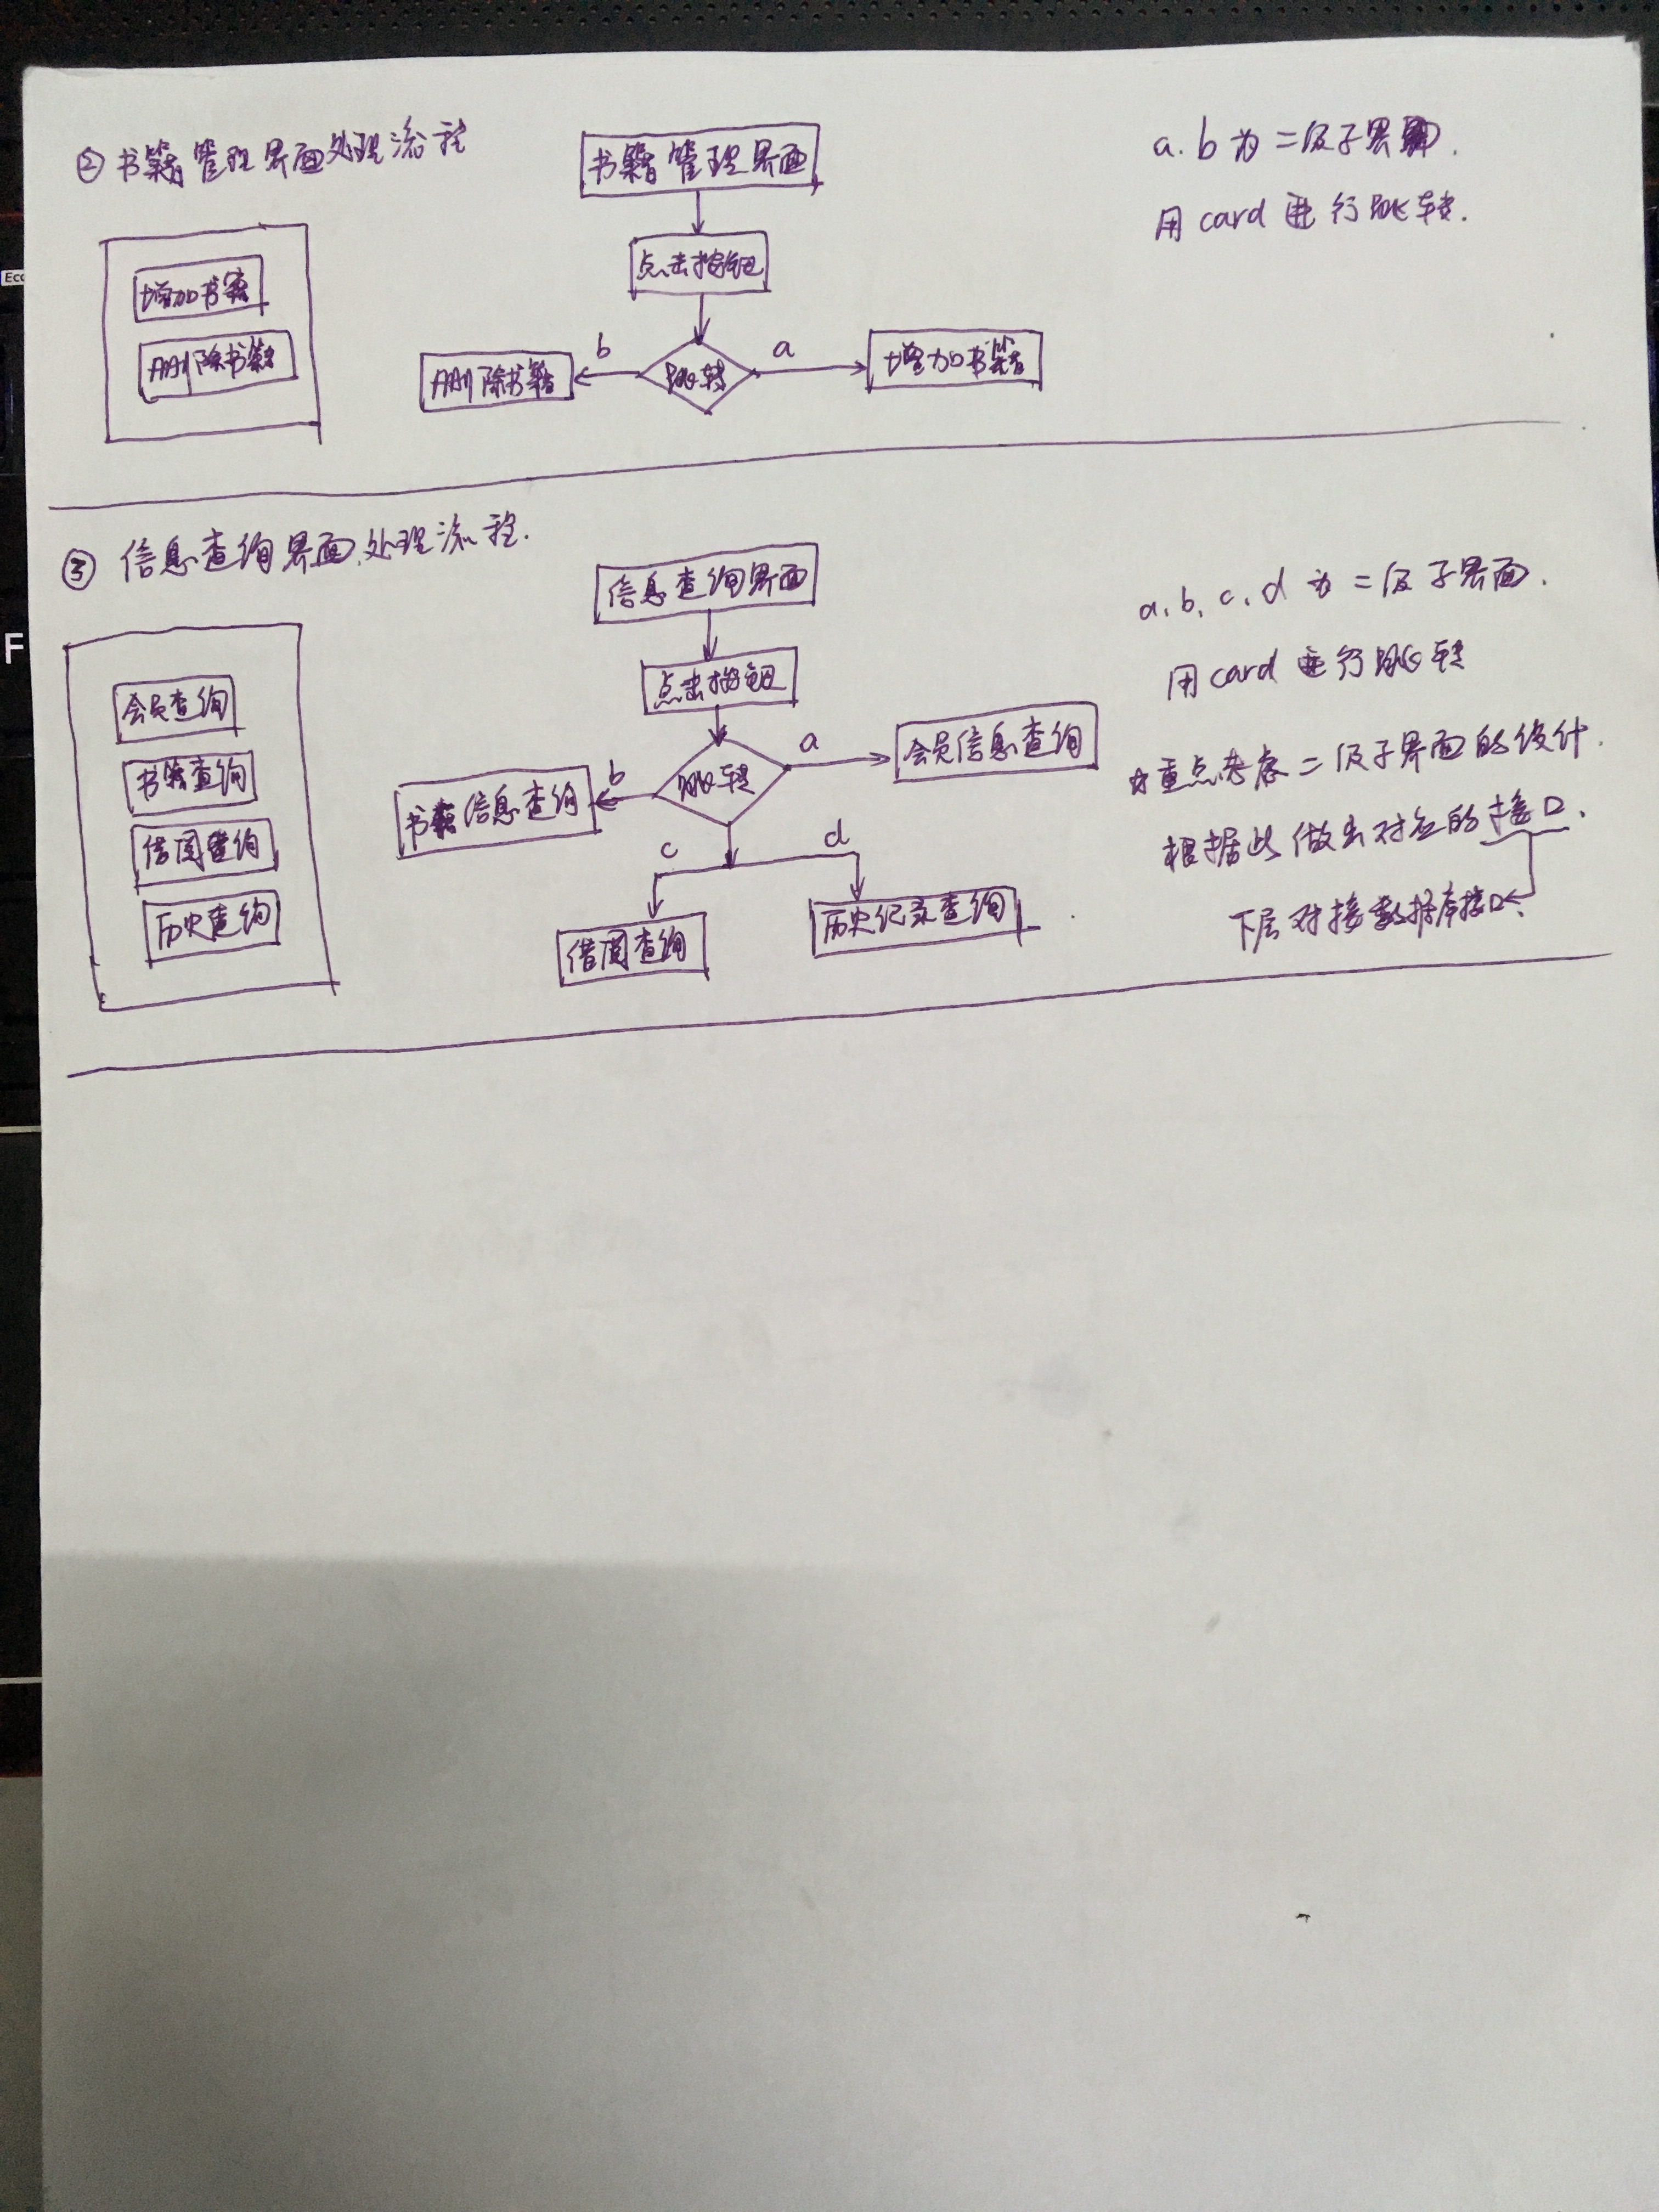 ② 书籍管理界面处理流程
书籍管理界面
a.b 为二级子界面.
用card 进行跳转.
点击按钮
增加书籍
删除书籍
b
a
删除书籍
跳转
增加书籍
③ 信息查询界面处理流程.
信息查询界面
a.b.c.d 为二级子界面.
用card 进行跳转
点击按钮
会员查询
书籍查询
借阅查询
历史查询
a
b
跳转
会员信息查询
书籍信息查询
c
d
借阅查询
历史记录查询
☆重点考虑二级子界面的设计.
根据此做出对应的接口.
下层对接数据库接口.
F